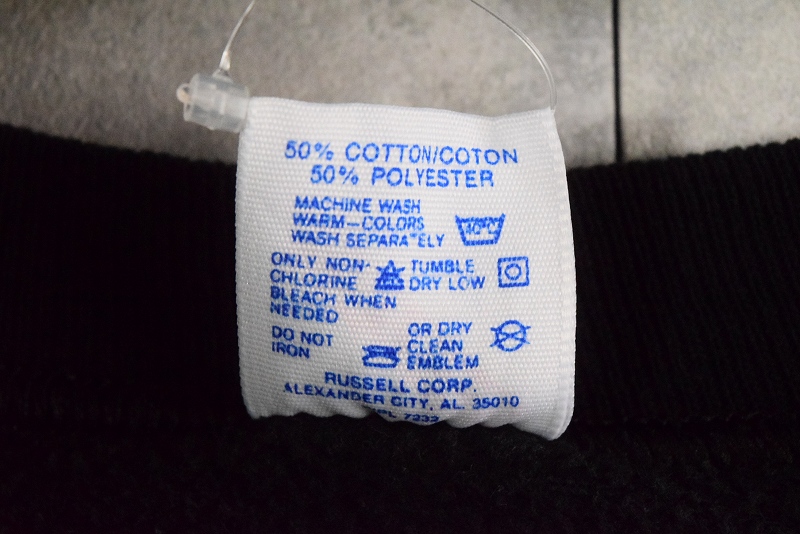 50% COTTON/COTON
50% POLYESTER
MACHINE WASH
WARM-COLORS
WASH SEPARATELY
40°C
ONLY NON-
CHLORINE
BLEACH WHEN
NEEDED
TUMBLE
DRY LOW
DO NOT
IRON
OR DRY
CLEAN
EMBLEM
RUSSELL CORP.
ALEXANDER CITY, AL. 35010